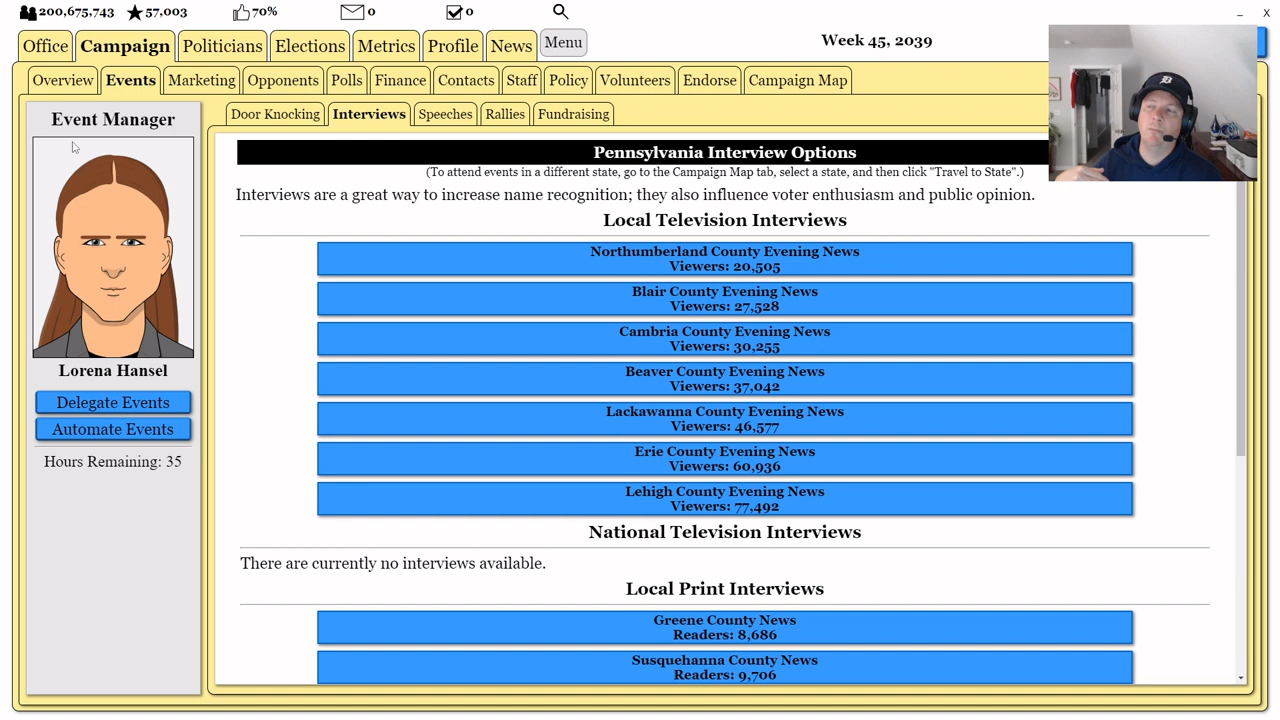 200,675,743 57,003 70% 0 0
_ X
Office Campaign Politicians Elections Metrics Profile News Menu
Week 45, 2039
Overview Events Marketing Opponents Polls Finance Contacts Staff Policy Volunteers Endorse Campaign Map
Event Manager
Lorena Hansel
Delegate Events
Automate Events
Hours Remaining: 35
Door Knocking Interviews Speeches Rallies Fundraising
Pennsylvania Interview Options
(To attend events in a different state, go to the Campaign Map tab, select a state, and then click "Travel to State".)
Interviews are a great way to increase name recognition; they also influence voter enthusiasm and public opinion.
Local Television Interviews
Northumberland County Evening News
Viewers: 20,505
Blair County Evening News
Viewers: 27,528
Cambria County Evening News
Viewers: 30,255
Beaver County Evening News
Viewers: 37,042
Lackawanna County Evening News
Viewers: 46,577
Erie County Evening News
Viewers: 60,936
Lehigh County Evening News
Viewers: 77,492
National Television Interviews
There are currently no interviews available.
Local Print Interviews
Greene County News
Readers: 8,686
Susquehanna County News
Readers: 9,706